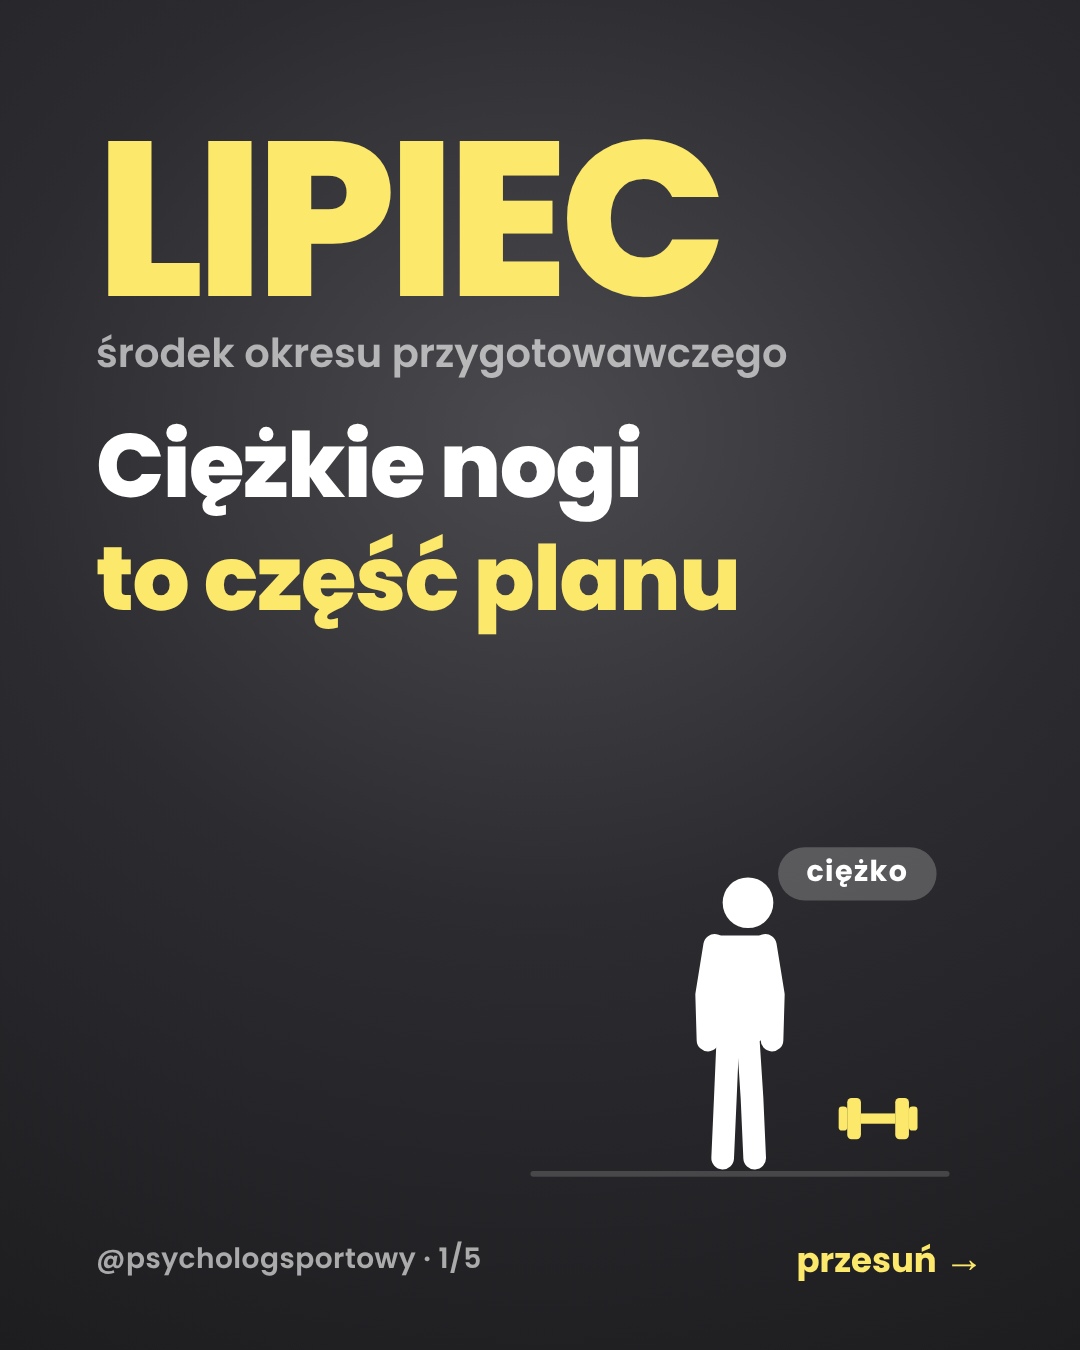 LIPIEC
środek okresu przygotowawczego
Ciężkie nogi
to część planu
ciężko
@psychologsportowy · 1/5
przesuń →